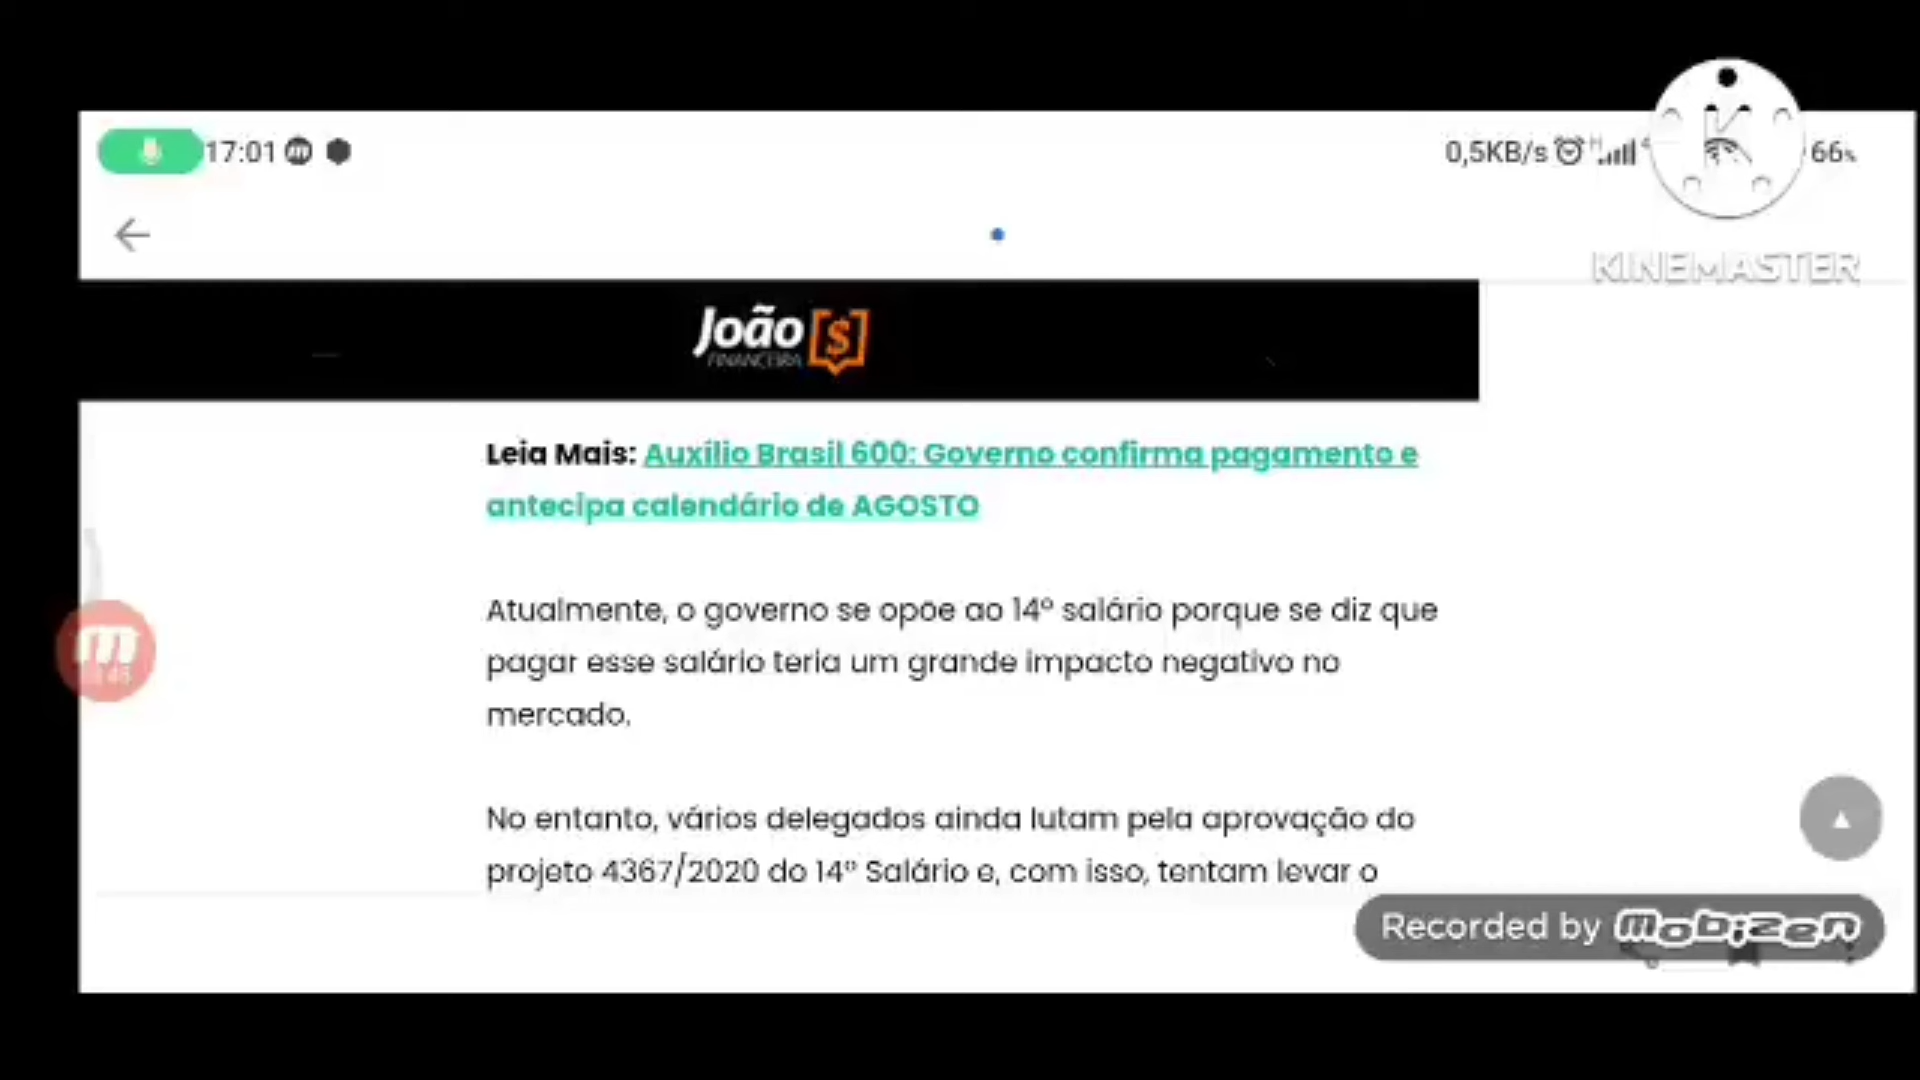 17:01
0,5KB/s
66%
KINEMASTER
João
FINANCEIRA
Leia Mais: Auxílio Brasil 600: Governo confirma pagamento e
antecipa calendário de AGOSTO
Atualmente, o governo se opõe ao 14º salário porque se diz que
pagar esse salário teria um grande impacto negativo no
mercado.
No entanto, vários delegados ainda lutam pela aprovação do
projeto 4367/2020 do 14º Salário e, com isso, tentam levar o
Recorded by Mobizen